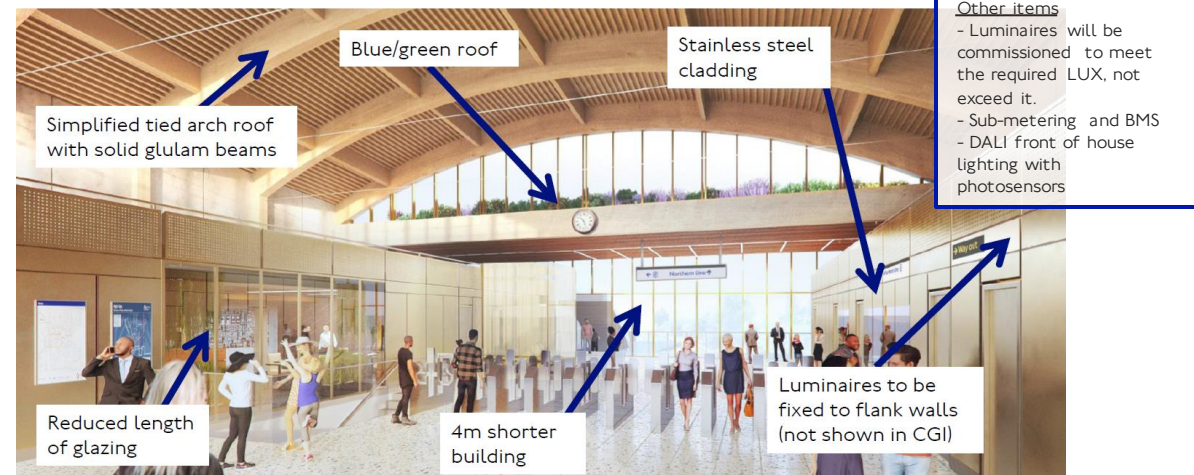 Blue/green roof
Stainless steel
cladding
Simplified tied arch roof
with solid glulam beams
Other items
- Luminaires will be
commissioned to meet
the required LUX, not
exceed it.
- Sub-metering and BMS
- DALI front of house
lighting with
photosensors
Way out
Northern line
Reduced length
of glazing
4m shorter
building
Luminaires to be
fixed to flank walls
(not shown in CGI)